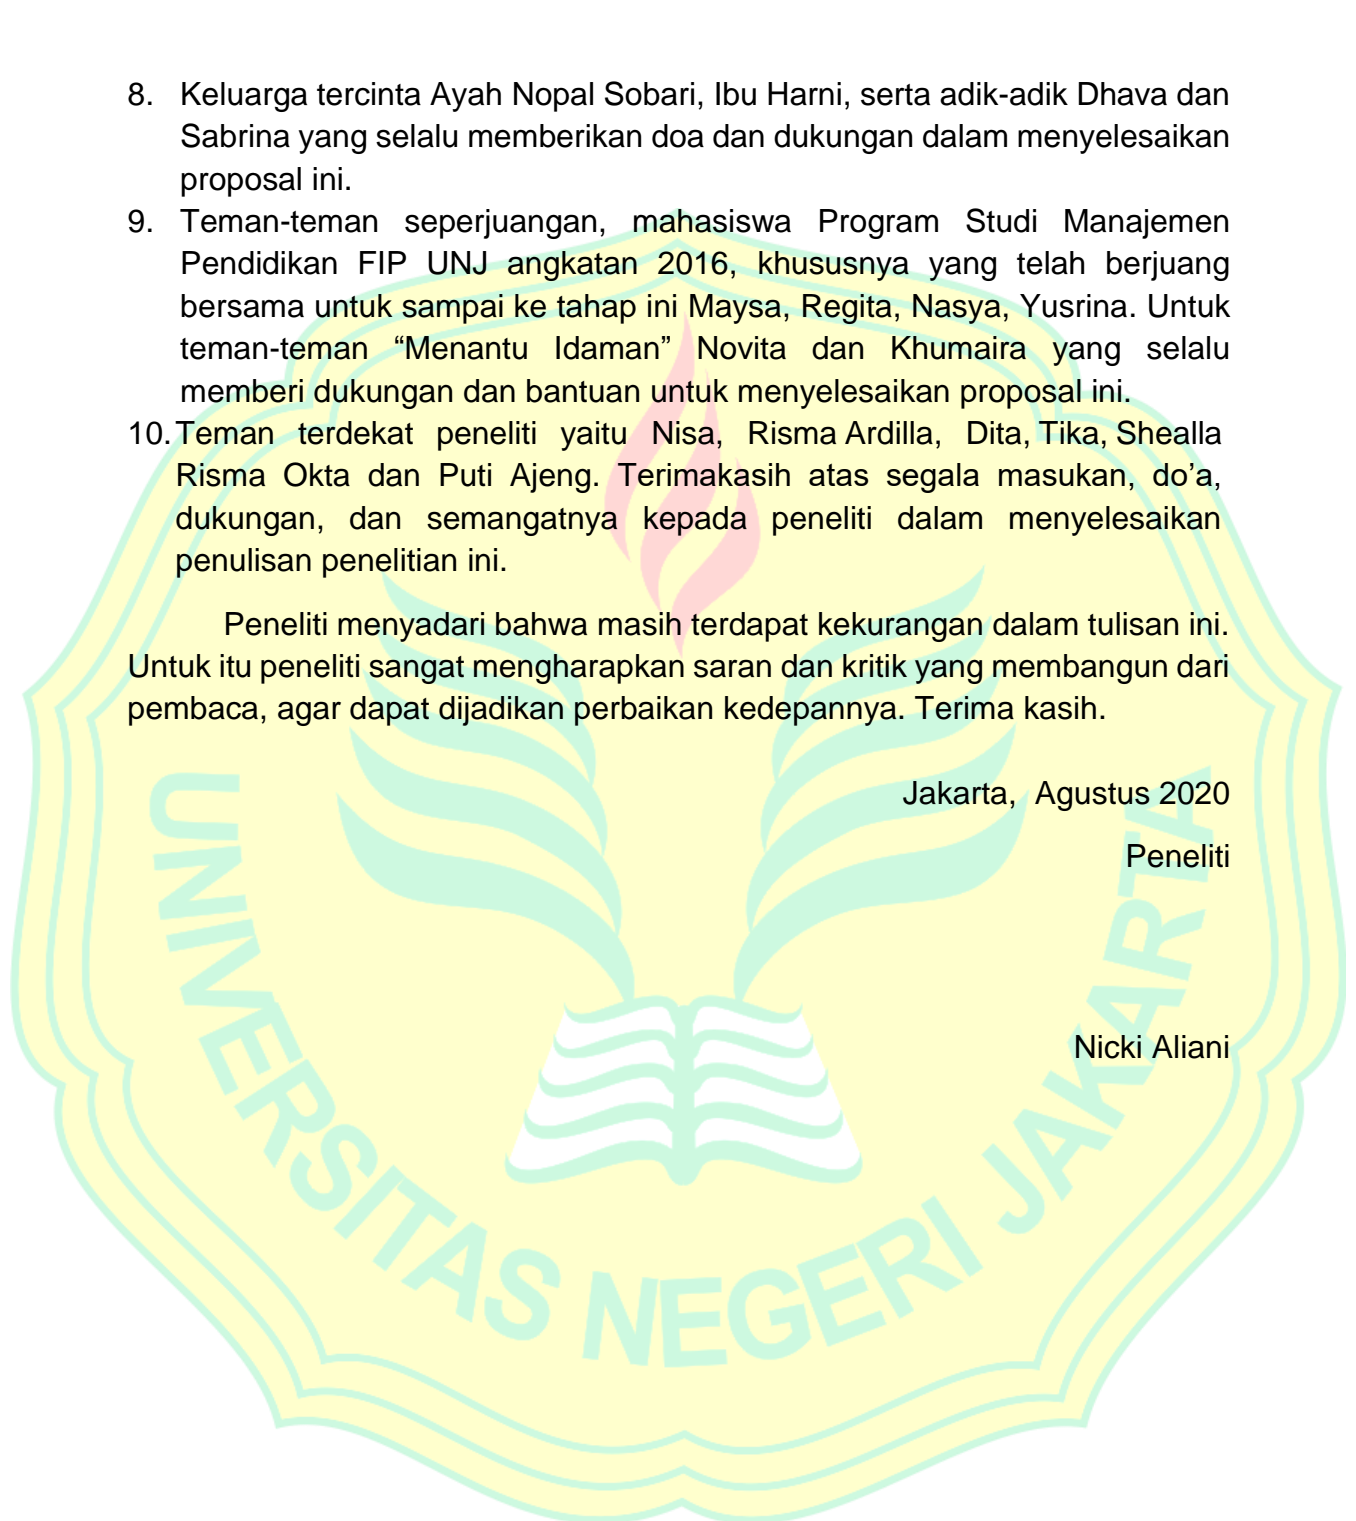 8. Keluarga tercinta Ayah Nopal Sobari, Ibu Harni, serta adik-adik Dhava dan
Sabrina yang selalu memberikan doa dan dukungan dalam menyelesaikan
proposal ini.
9. Teman-teman seperjuangan, mahasiswa Program Studi Manajemen
Pendidikan FIP UNJ angkatan 2016, khususnya yang telah berjuang
bersama untuk sampai ke tahap ini Maysa, Regita, Nasya, Yusrina. Untuk
teman-teman “Menantu Idaman” Novita dan Khumaira yang selalu
memberi dukungan dan bantuan untuk menyelesaikan proposal ini.
10. Teman terdekat peneliti yaitu Nisa, Risma Ardilla, Dita, Tika, Shealla
Risma Okta dan Puti Ajeng. Terimakasih atas segala masukan, do’a,
dukungan, dan semangatnya kepada peneliti dalam menyelesaikan
penulisan penelitian ini.
Peneliti menyadari bahwa masih terdapat kekurangan dalam tulisan ini.
Untuk itu peneliti sangat mengharapkan saran dan kritik yang membangun dari
pembaca, agar dapat dijadikan perbaikan kedepannya. Terima kasih.
Jakarta, Agustus 2020
Peneliti
Nicki Aliani
UNIVERSITAS NEGERI JAKARTA